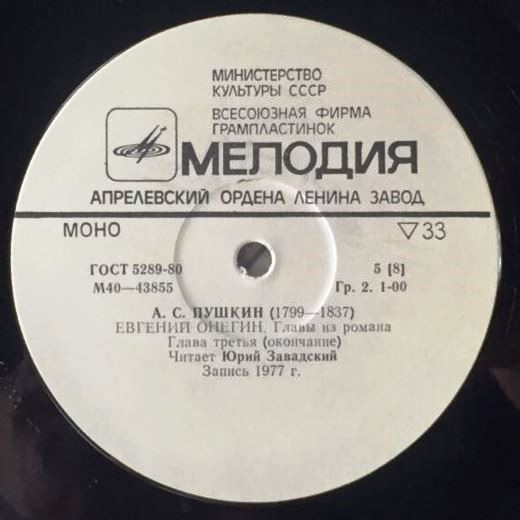 МИНИСТЕРСТВО
КУЛЬТУРЫ СССР
ВСЕСОЮЗНАЯ ФИРМА
ГРАМПЛАСТИНОК
МЕЛОДИЯ
АПРЕЛЕВСКИЙ ОРДЕНА ЛЕНИНА ЗАВОД
МОНО ▽33
ГОСТ 5289-80 5 [8]
М40—43855 Гр. 2. 1-00
А. С. ПУШКИН (1799—1837)
ЕВГЕНИЙ ОНЕГИН. Главы из романа
Глава третья (окончание)
Читает Юрий Завадский
Запись 1977 г.